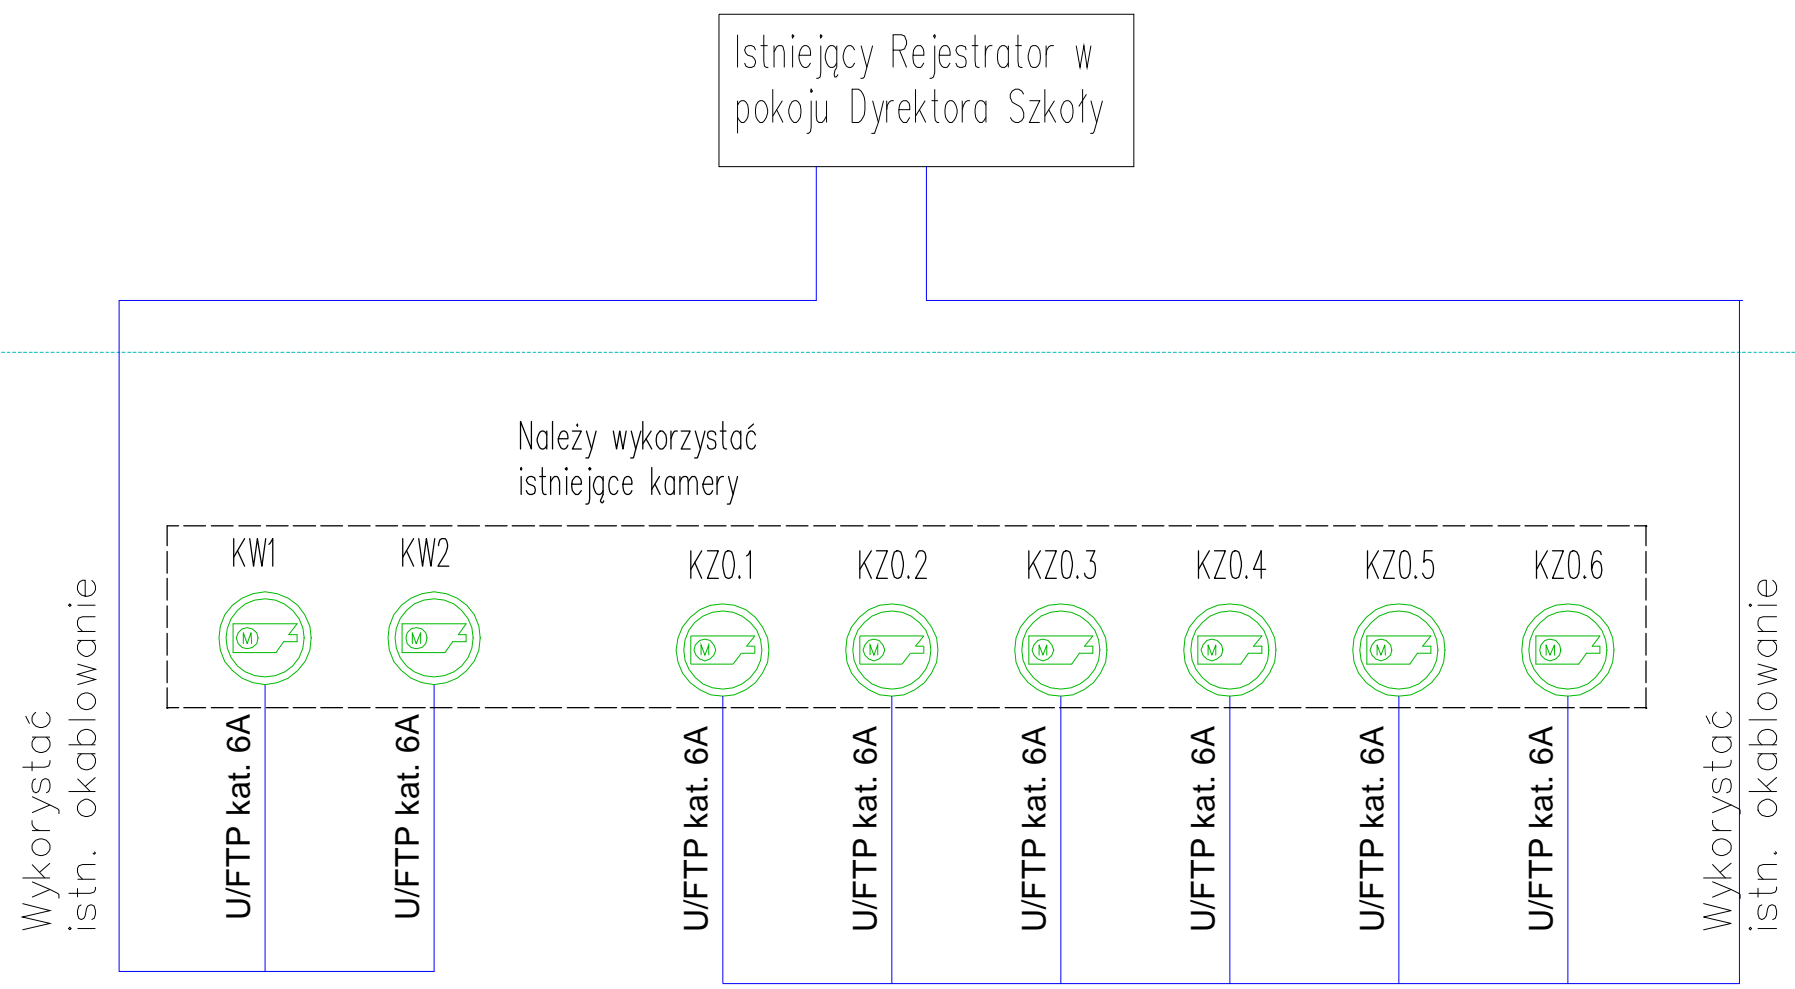 Istniejący Rejestrator w
pokoju Dyrektora Szkoły
Należy wykorzystać
istniejące kamery
KW1
KW2
KZ0.1
KZ0.2
KZ0.3
KZ0.4
KZ0.5
KZ0.6
M
M
M
M
M
M
M
M
U/FTP kat. 6A
U/FTP kat. 6A
U/FTP kat. 6A
U/FTP kat. 6A
U/FTP kat. 6A
U/FTP kat. 6A
U/FTP kat. 6A
U/FTP kat. 6A
Wykorystać
istn. okablowanie
Wykorystać
istn. okablowanie